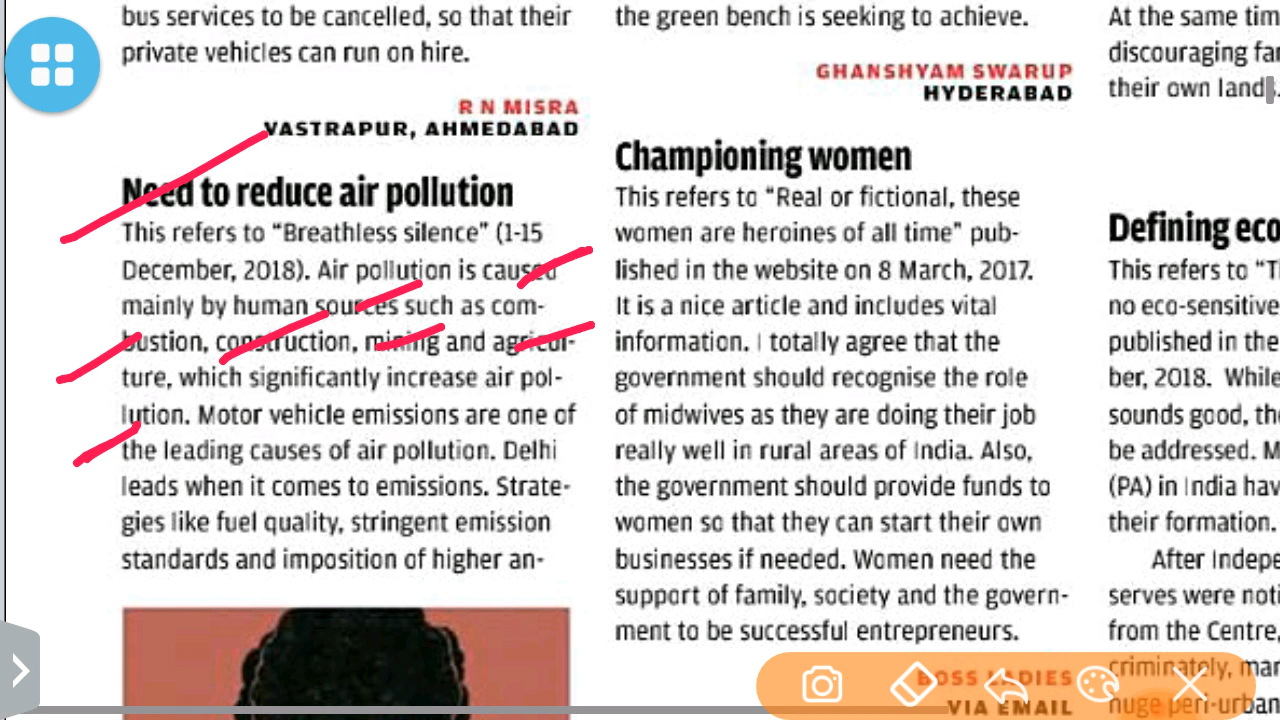 bus services to be cancelled, so that their
private vehicles can run on hire.
R N MISRA
VASTRAPUR, AHMEDABAD
Need to reduce air pollution
This refers to “Breathless silence” (1-15
December, 2018). Air pollution is caused
mainly by human sources such as com-
bustion, construction, mining and agricul-
ture, which significantly increase air pol-
lution. Motor vehicle emissions are one of
the leading causes of air pollution. Delhi
leads when it comes to emissions. Strate-
gies like fuel quality, stringent emission
standards and imposition of higher an-
the green bench is seeking to achieve.
GHANSHYAM SWARUP
HYDERABAD
Championing women
This refers to “Real or fictional, these
women are heroines of all time” pub-
lished in the website on 8 March, 2017.
It is a nice article and includes vital
information. I totally agree that the
government should recognise the role
of midwives as they are doing their job
really well in rural areas of India. Also,
the government should provide funds to
women so that they can start their own
businesses if needed. Women need the
support of family, society and the govern-
ment to be successful entrepreneurs.
BOSS LADIES
VIA EMAIL
At the same tim
discouraging far
their own lands.
Defining eco
This refers to “T
no eco-sensitive
published in the
ber, 2018. While
sounds good, th
be addressed. M
(PA) in India hav
their formation.
After Indepe
serves were noti
from the Centre,
criminately, mar
huge peri-urban